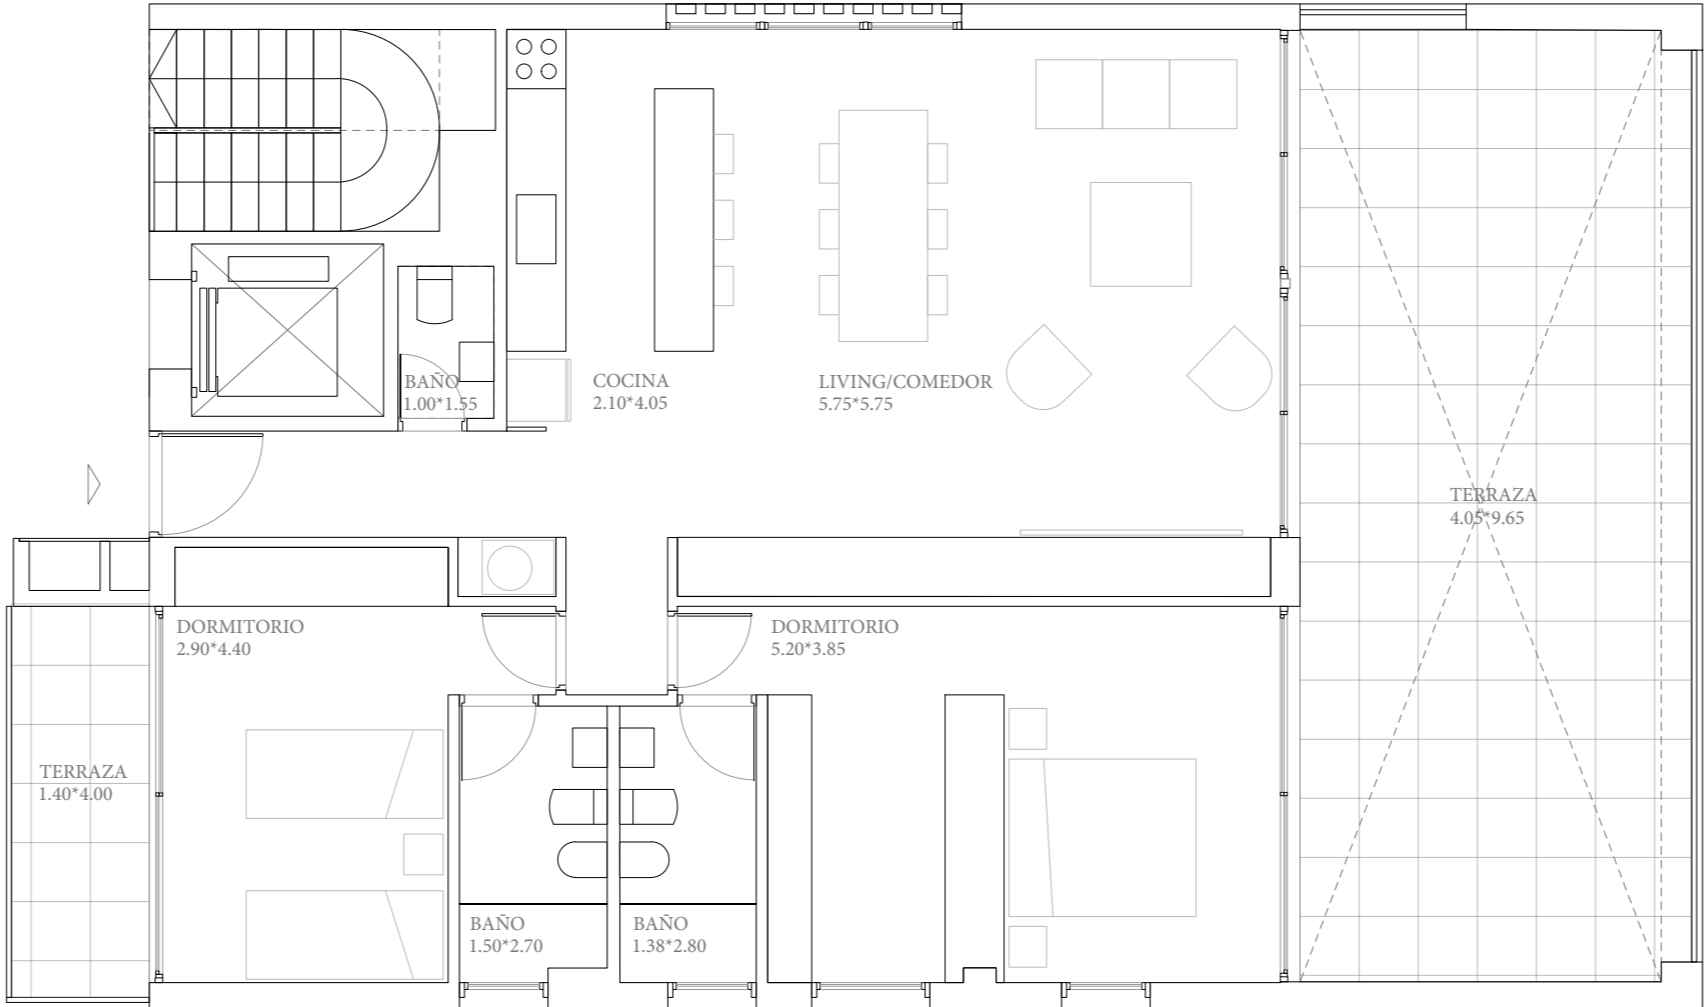 BAÑO
1.00*1.55
COCINA
2.10*4.05
LIVING/COMEDOR
5.75*5.75
TERRAZA
4.05*9.65
DORMITORIO
2.90*4.40
DORMITORIO
5.20*3.85
TERRAZA
1.40*4.00
BAÑO
1.50*2.70
BAÑO
1.38*2.80